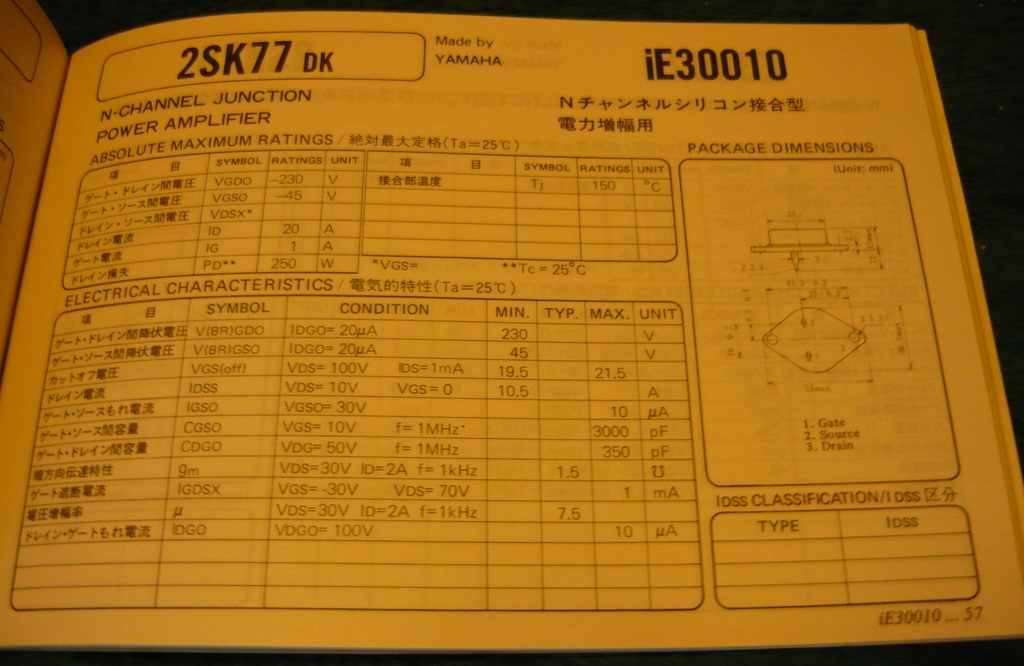 2SK77 DK
Made by
YAMAHA
iE30010
N-CHANNEL JUNCTION
POWER AMPLIFIER
Nチャンネルシリコン接合型
電力増幅用
ABSOLUTE MAXIMUM RATINGS / 絶対最大定格(Ta=25℃)
項 目 SYMBOL RATINGS UNIT
ゲート・ドレイン間電圧 VGDO -230 V
ゲート・ソース間電圧 VGSO -45 V
ドレイン・ソース間電圧 VDSX*
ドレイン電流 ID 20 A
ゲート電流 IG 1 A
ドレイン損失 PD** 250 W
項 目 SYMBOL RATINGS UNIT
接合部温度 Tj 150 °C
*VGS= **Tc=25°C
ELECTRICAL CHARACTERISTICS / 電気的特性(Ta=25℃)
項 目 SYMBOL CONDITION MIN. TYP. MAX. UNIT
ゲート・ドレイン間降伏電圧 V(BR)GDO IDGO=20μA 230 V
ゲート・ソース間降伏電圧 V(BR)GSO IDGO=20μA 45 V
カットオフ電圧 VGS(off) VDS=100V IDS=1mA 19.5 21.5
ドレイン電流 IDSS VDS=10V VGS=0 10.5 A
ゲート・ソースもれ電流 IGSO VGSO=30V 10 μA
ゲート・ソース間容量 CGSO VGS=10V f=1MHz 3000 pF
ゲート・ドレイン間容量 CDGO VDG=50V f=1MHz 350 pF
順方向伝達特性 gm VDS=30V ID=2A f=1kHz 1.5 ℧
ゲート遮断電流 IGDSX VGS=-30V VDS=70V 1 mA
電圧増幅率 μ VDS=30V ID=2A f=1kHz 7.5
ドレイン・ゲートもれ電流 IDGO VDGO=100V 10 μA
PACKAGE DIMENSIONS
(Unit: mm)
1. Gate
2. Source
3. Drain
IDSS CLASSIFICATION/IDSS 区分
TYPE IDSS
iE30010 ... 57